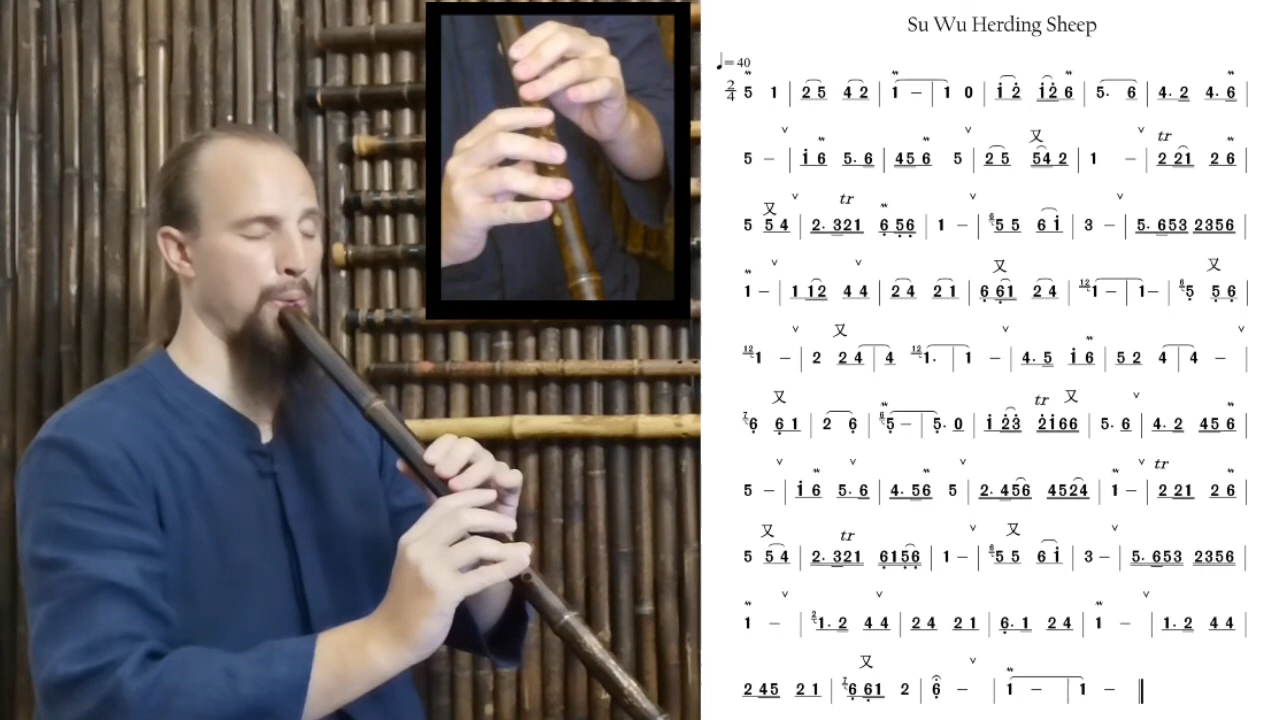 Su Wu Herding Sheep
♩= 40
2/4 5 1 | 2 5 4 2 | 1 – | 1 0 | i 2̇ i 2̇ 6 | 5. 6 | 4. 2 4. 6 |
5 – | i 6 5. 6 | 4 5 6 5 | 2 5 5 4 2 | 1 – | 2 2 1 2 6 |
5 5 4 | 2. 3 2 1 6̣ 5̣ 6̣ | 1 – | 5 5 6 i | 3 – | 5. 6 5 3 2 3 5 6 |
1 – | 1 1 2 4 4 | 2 4 2 1 | 6̣ 6̣ 1 2 4 | 1 – | 1 – | 5̣ 5̣ 6̣ |
1 – | 2 2 4 | 4 1. | 1 – | 4. 5 i 6 | 5 2 4 | 4 – |
6̣ 6̣ 1 | 2 6̣ | 5̣ – | 5̣. 0 | i 2̇ 3̇ 2̇ i 6 6 | 5. 6 | 4. 2 4 5 6 |
5 – | i 6 5. 6 | 4. 5 6 5 | 2. 4 5 6 4 5 2 4 | 1 – | 2 2 1 2 6 |
5 5 4 | 2. 3 2 1 6̣ 1 5̣ 6̣ | 1 – | 5 5 6 i | 3 – | 5. 6 5 3 2 3 5 6 |
1 – | 1. 2 4 4 | 2 4 2 1 | 6̣. 1 2 4 | 1 – | 1. 2 4 4 |
2 4 5 2 1 | 6̣ 6̣ 1 2 | 6̣ – | 1 – | 1 – ‖